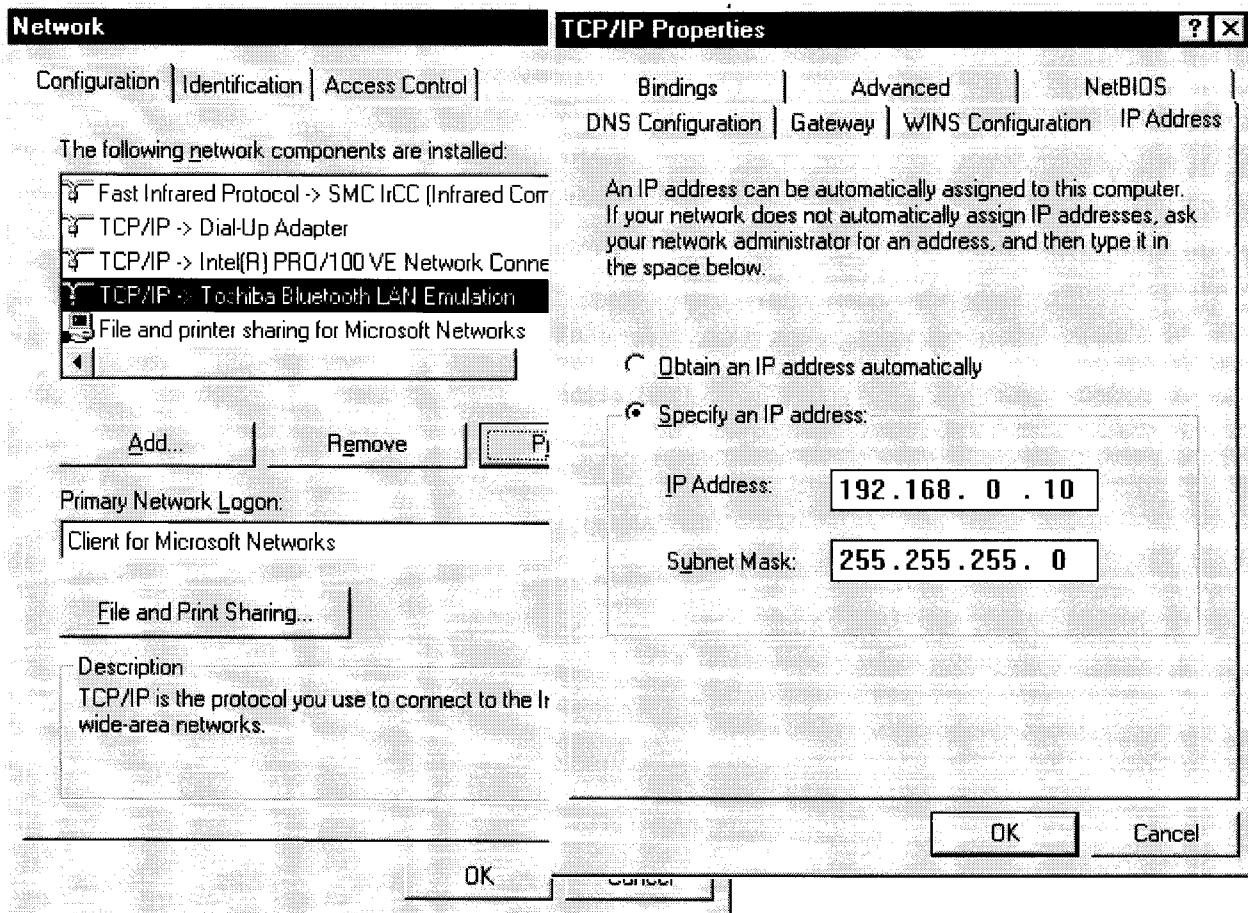 Network
Configuration Identification Access Control
The following network components are installed:
Fast Infrared Protocol -> SMC IrCC (Infrared Com
TCP/IP -> Dial-Up Adapter
TCP/IP -> Intel(R) PRO/100 VE Network Conne
TCP/IP -> Toshiba Bluetooth LAN Emulation
File and printer sharing for Microsoft Networks
Add... Remove
Primary Network Logon:
Client for Microsoft Networks
File and Print Sharing...
Description
TCP/IP is the protocol you use to connect to the
wide-area networks.
OK Cancel
TCP/IP Properties
Bindings Advanced NetBIOS
DNS Configuration Gateway WINS Configuration IP Address
An IP address can be automatically assigned to this computer.
If your network does not automatically assign IP addresses, ask
your network administrator for an address, and then type it in
the space below.
Obtain an IP address automatically
Specify an IP address:
IP Address: 192.168. 0 .10
Subnet Mask: 255.255.255. 0
OK Cancel